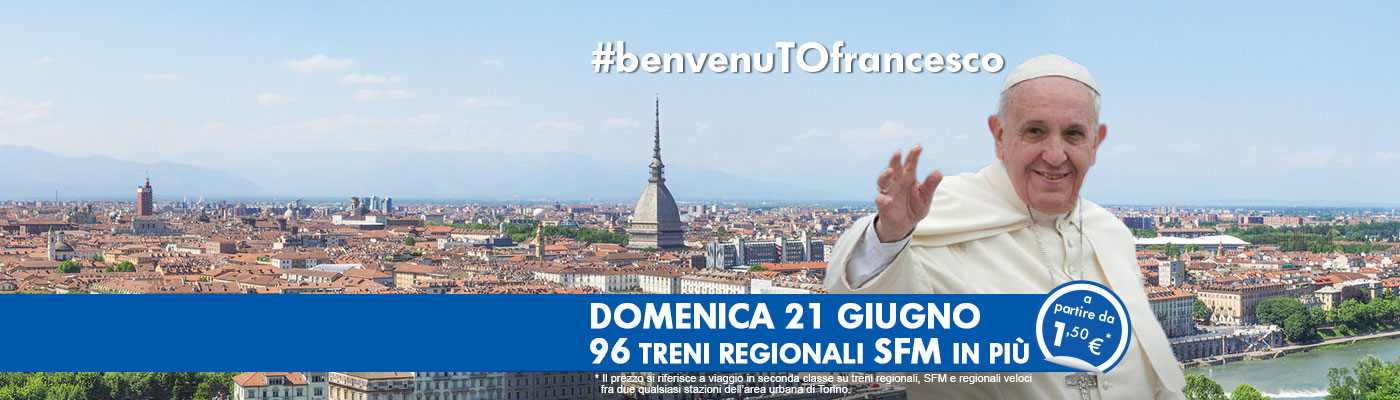 #benvenuTOfrancesco
DOMENICA 21 GIUGNO
96 TRENI REGIONALI SFM IN PIÙ
a
partire da
1,50€*
* Il prezzo si riferisce a viaggio in seconda classe su treni regionali, SFM e regionali veloci
fra due qualsiasi stazioni dell'area urbana di Torino.